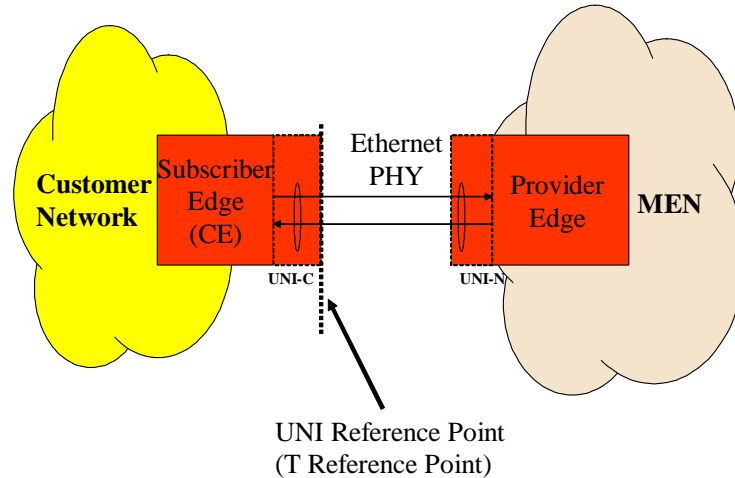 Customer
Network
Subscriber
Edge
(CE)
UNI-C
Ethernet
PHY
UNI-N
Provider
Edge
MEN
UNI Reference Point
(T Reference Point)